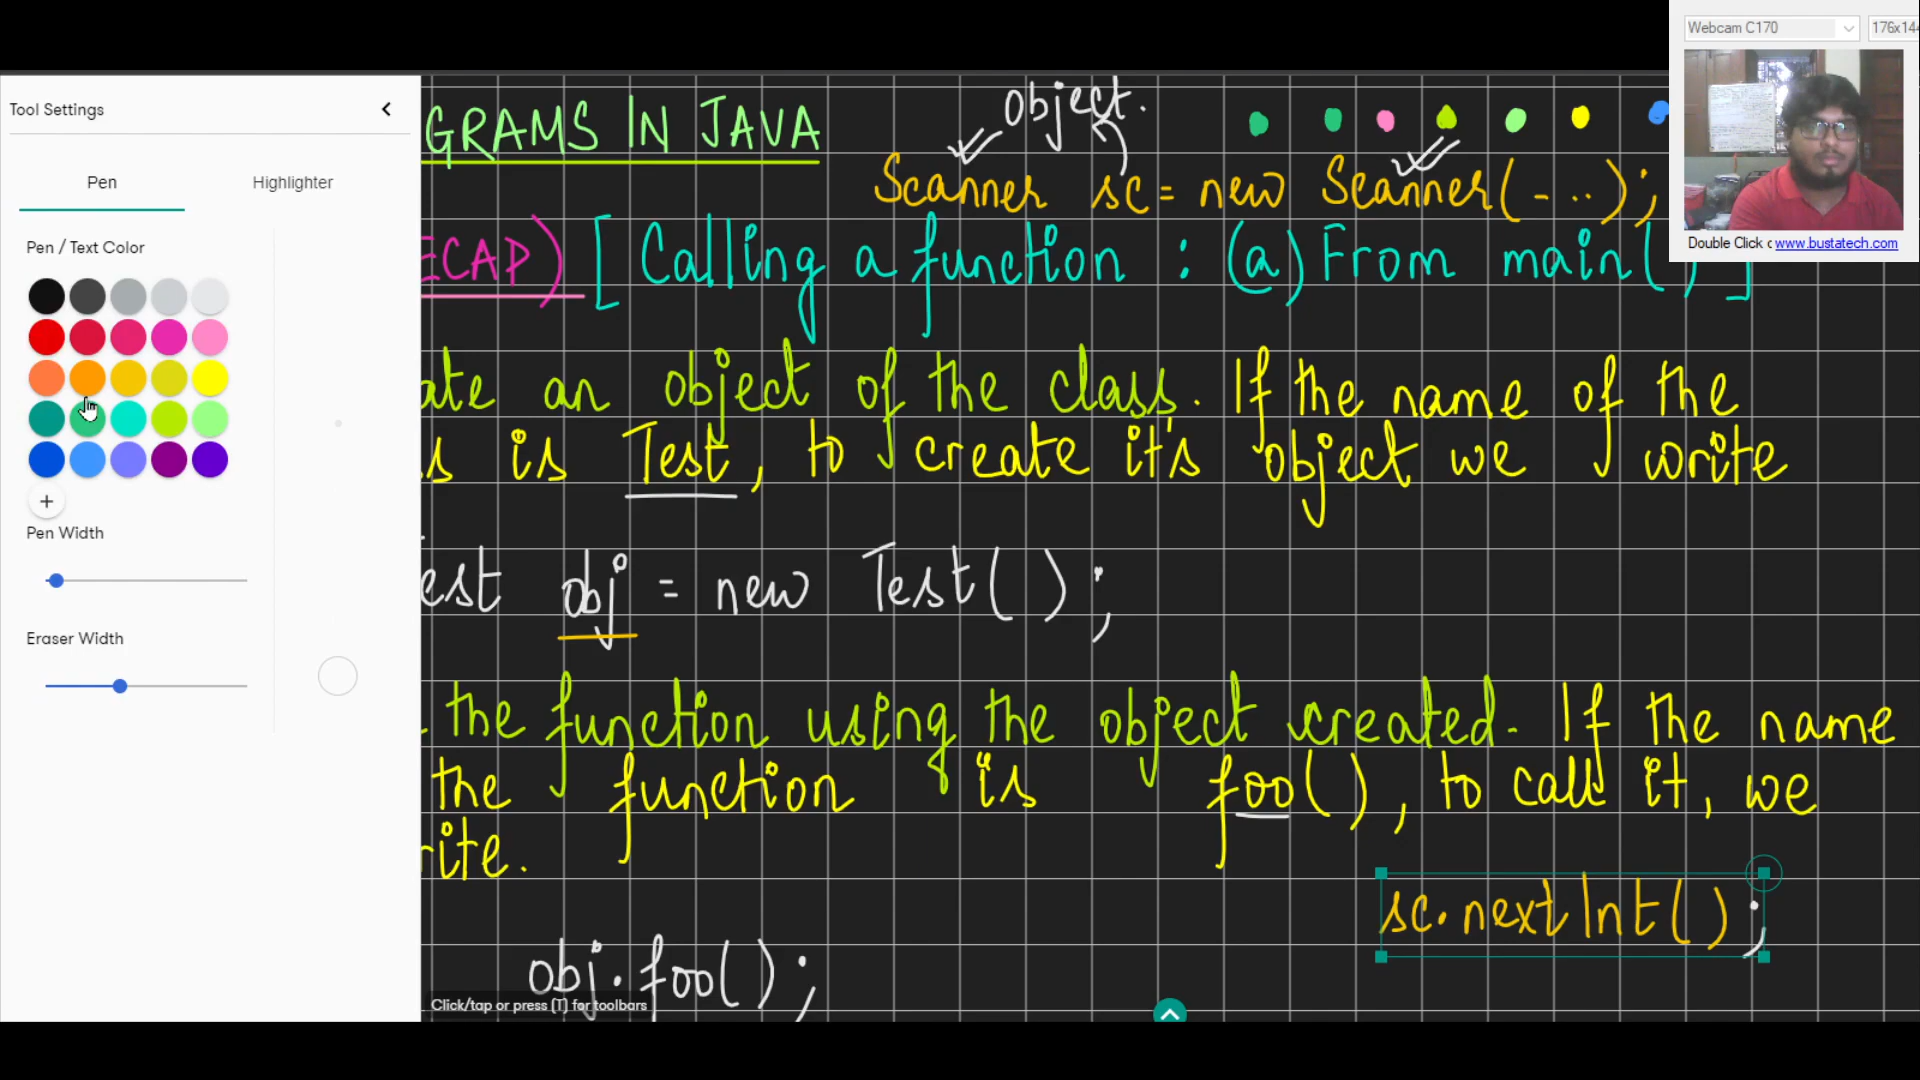 Webcam C170
176x144
Double Click c www.bustatech.com
Tool Settings
Pen
Highlighter
Pen / Text Color
Pen Width
Eraser Width
GRAMS IN JAVA
object.
Scanner sc = new Scanner(-...);
ECAP) [Calling a function : (a) From main() ]
ate an object of the class. If the name of the
s is Test, to create it's object we write
est obj = new Test();
the function using the object created. If the name
the function is foo(), to call it, we
rite.
sc.nextInt();
obj.foo();
Click/tap or press (T) for toolbars